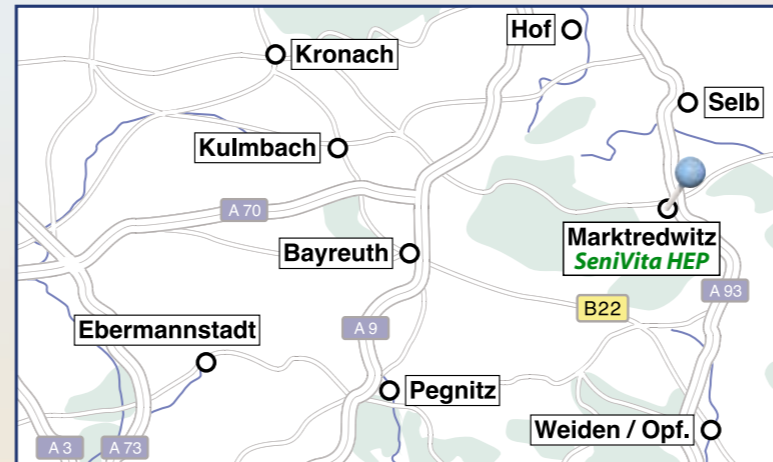 Hof
Kronach
Selb
Kulmbach
A 70
Marktredwitz
SeniVita HEP
Bayreuth
A 93
B22
Ebermannstadt
A 9
Pegnitz
Weiden / Opf.
A 3
A 73